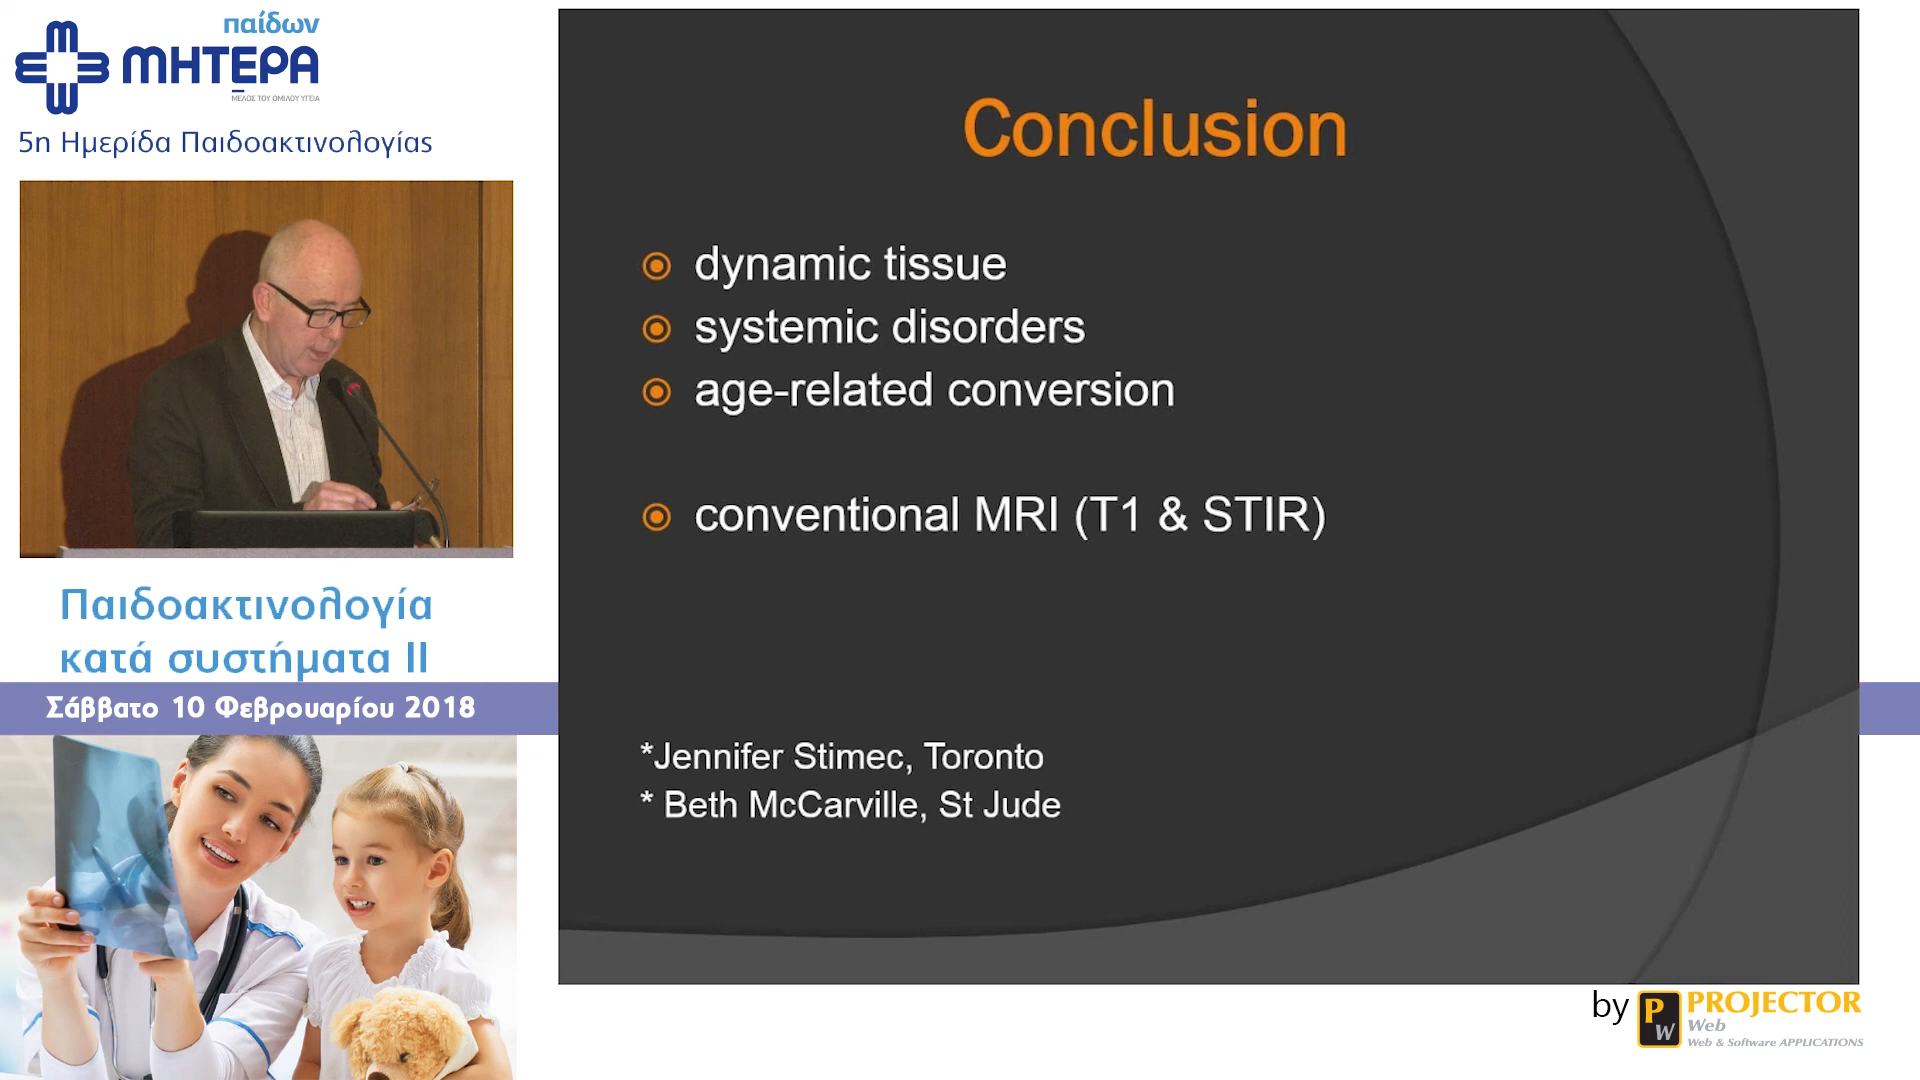 παίδων
ΜΗΤΕΡΑ
ΜΕΛΟΣ ΤΟΥ ΟΜΙΛΟΥ ΥΓΕΙΑ
5η Ημερίδα Παιδοακτινολογίας
Παιδοακτινολογία
κατά συστήματα ΙΙ
Σάββατο 10 Φεβρουαρίου 2018
Conclusion
dynamic tissue
systemic disorders
age-related conversion
conventional MRI (T1 & STIR)
*Jennifer Stimec, Toronto
* Beth McCarville, St Jude
by PW PROJECTOR
Web
Web & Software APPLICATIONS